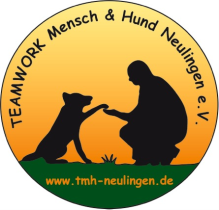 TEAMWORK Mensch & Hund Neulingen e.V.
www.tmh-neulingen.de